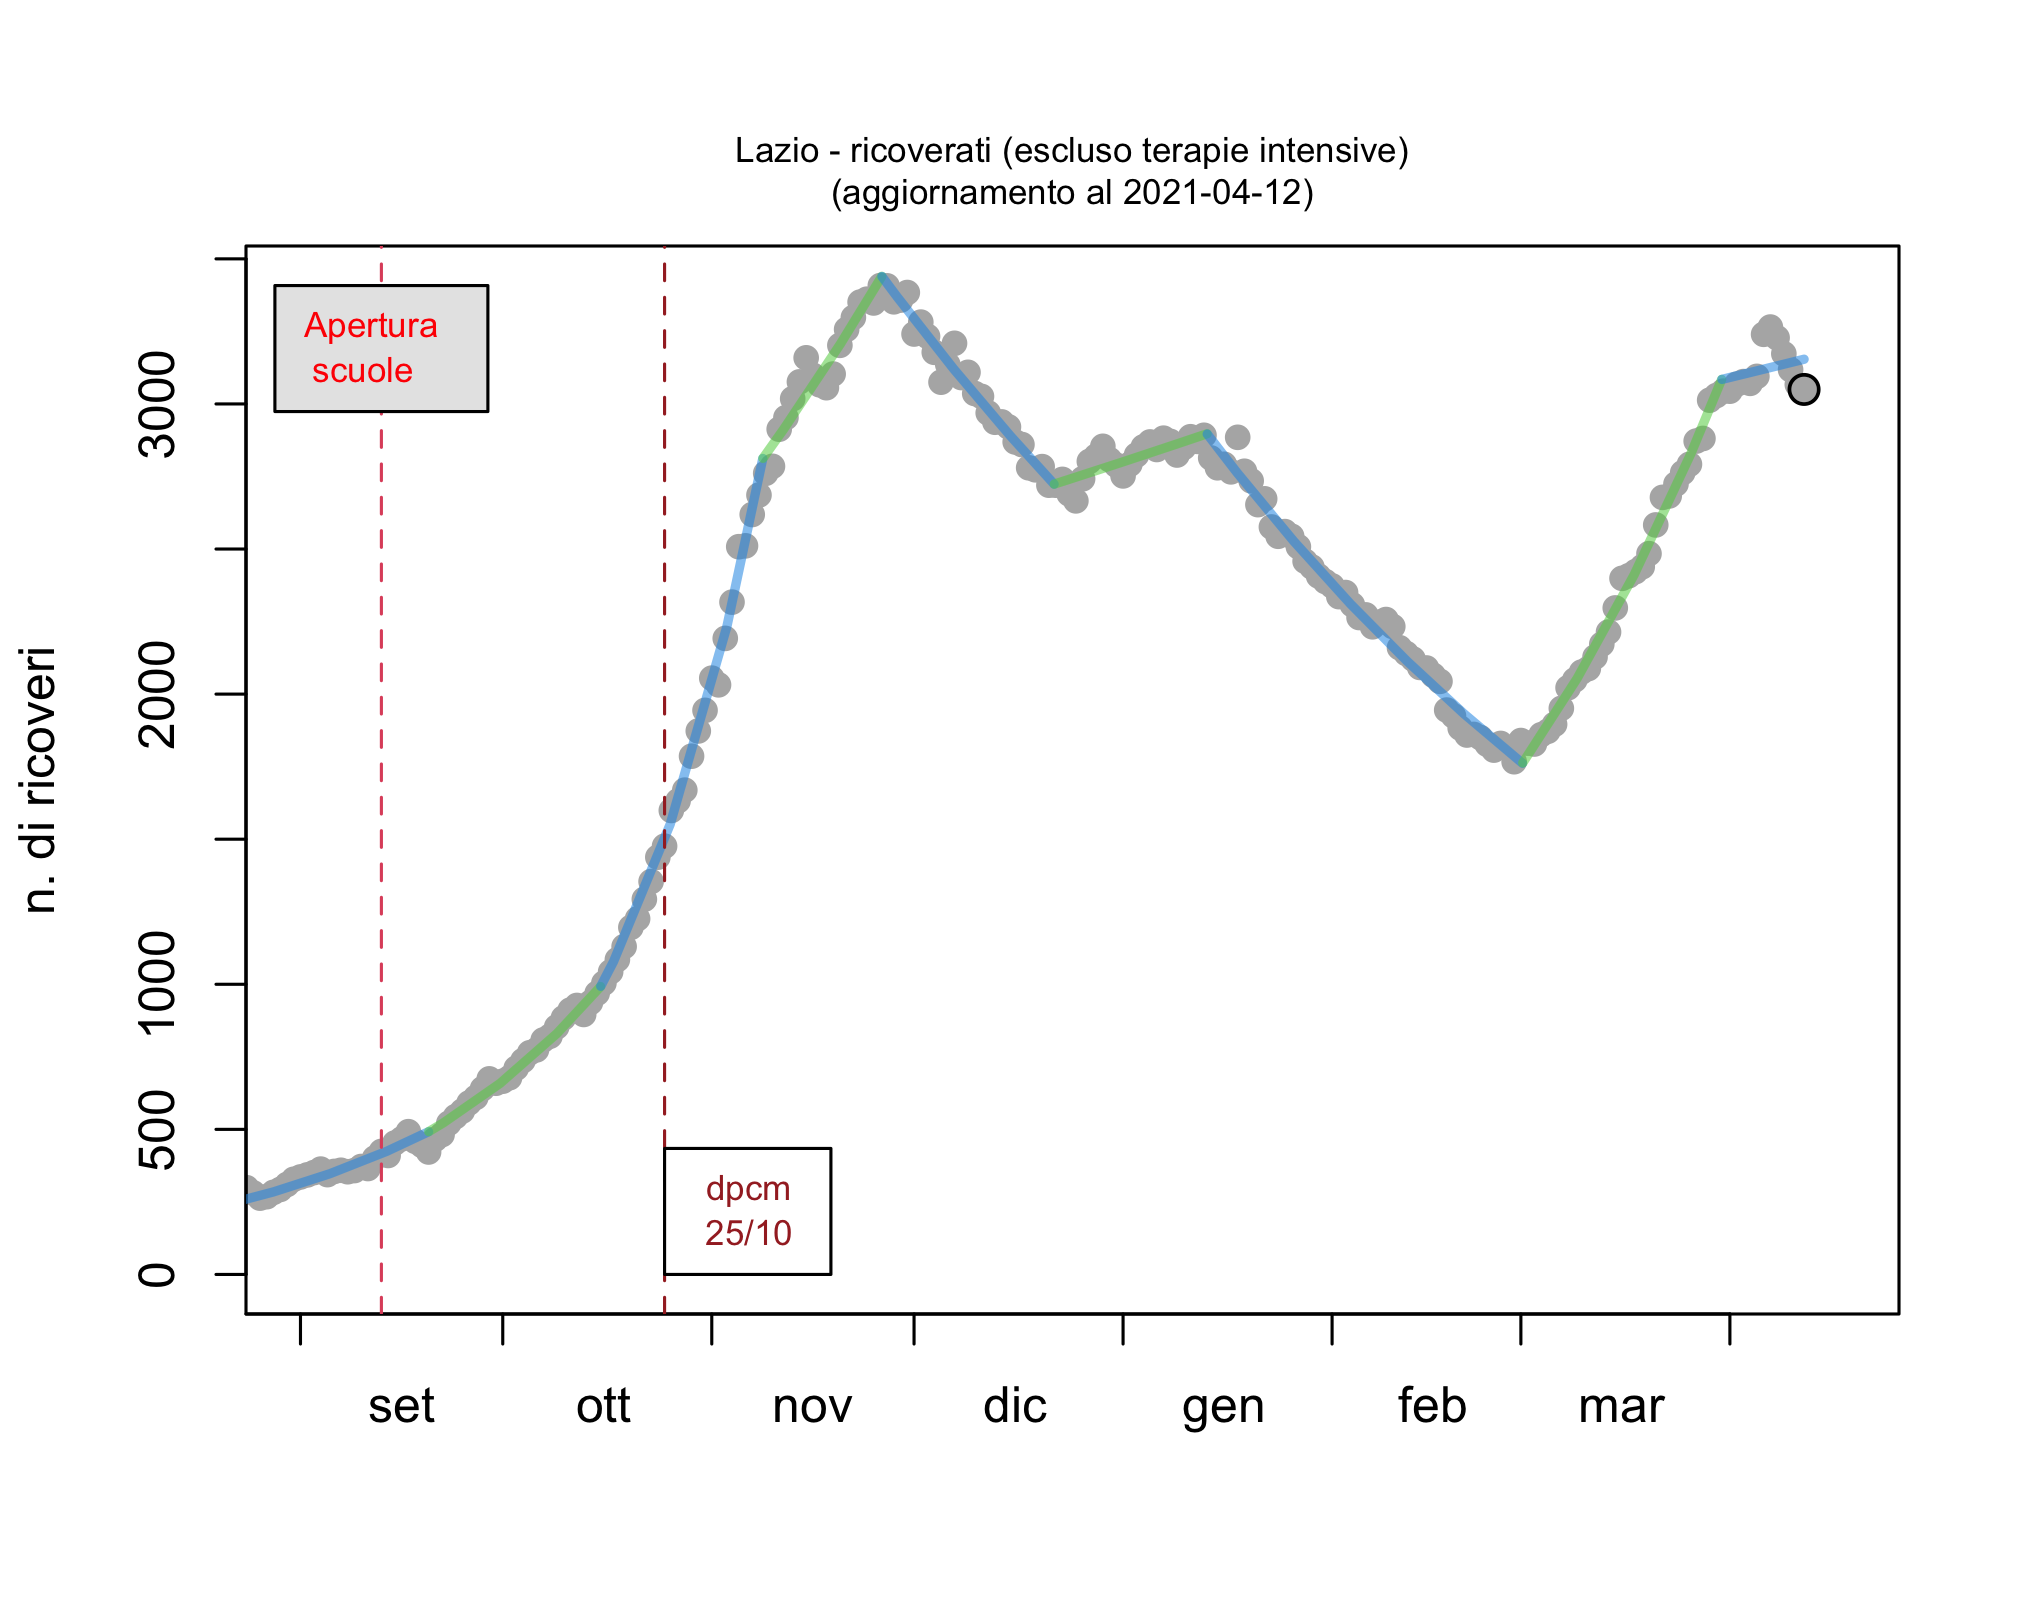 Lazio - ricoverati (escluso terapie intensive)
(aggiornamento al 2021-04-12)
Apertura
scuole
n. di ricoveri
3000
2000
1000
500
0
dpcm
25/10
set ott nov dic gen feb mar